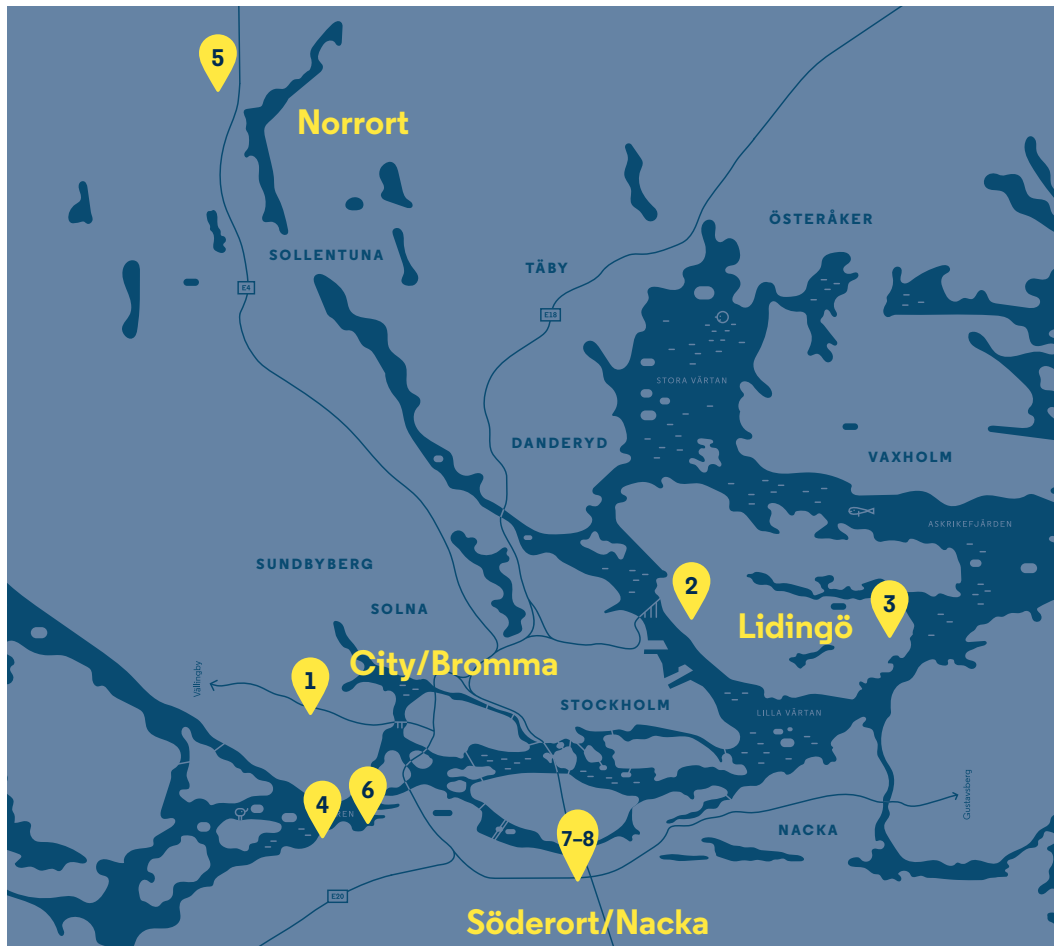 5
Norrort
ÖSTERÅKER
SOLLENTUNA
TÄBY
E4
E18
STORA VÄRTAN
DANDERYD
VAXHOLM
ASKRIKEFJÄRDEN
SUNDBYBERG
2
SOLNA
3
Lidingö
City/Bromma
1
Vällingby
STOCKHOLM
LILLA VÄRTAN
6
4
REN
Gustavsberg
7–8
NACKA
E20
Söderort/Nacka